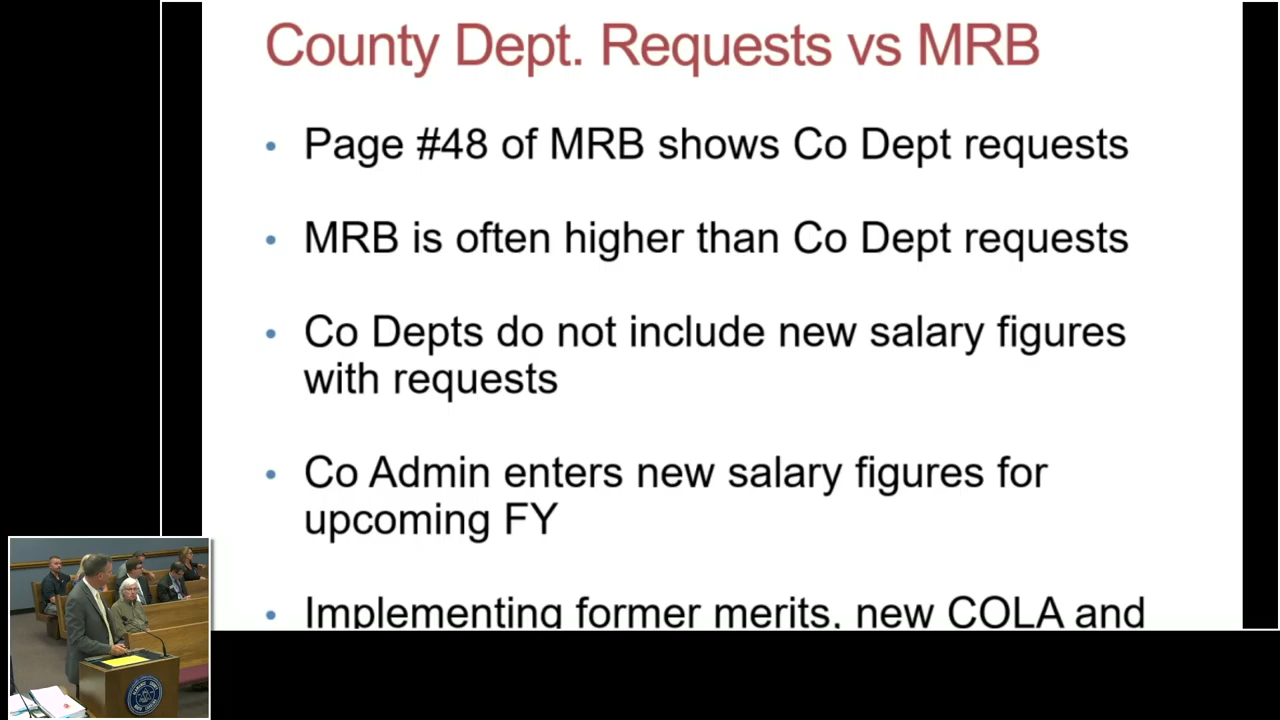 County Dept. Requests vs MRB
• Page #48 of MRB shows Co Dept requests
• MRB is often higher than Co Dept requests
• Co Depts do not include new salary figures
with requests
• Co Admin enters new salary figures for
upcoming FY
• Implementing former merits, new COLA and